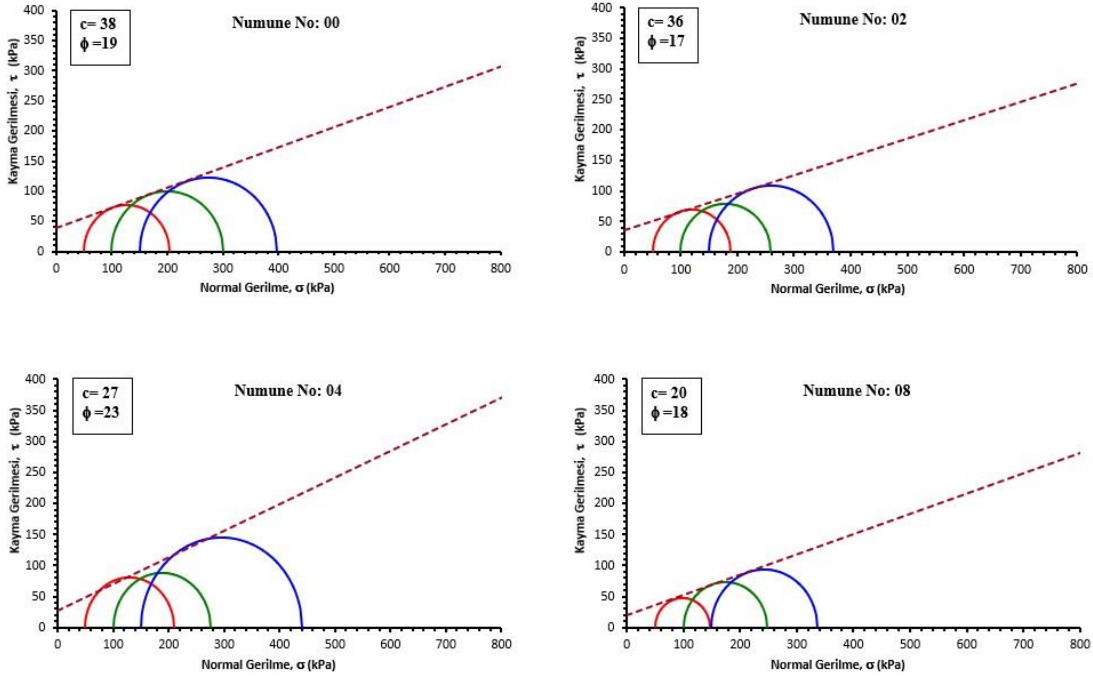 c= 38
ϕ =19
Numune No: 00
400
350
300
250
200
150
100
50
0
Kayma Gerilmesi, τ (kPa)
0 100 200 300 400 500 600 700 800
Normal Gerilme, σ (kPa)
c= 36
ϕ =17
Numune No: 02
400
350
300
250
200
150
100
50
0
Kayma Gerilmesi, τ (kPa)
0 100 200 300 400 500 600 700 800
Normal Gerilme, σ (kPa)
c= 27
ϕ =23
Numune No: 04
400
350
300
250
200
150
100
50
0
Kayma Gerilmesi, τ (kPa)
0 100 200 300 400 500 600 700 800
Normal Gerilme, σ (kPa)
c= 20
ϕ =18
Numune No: 08
400
350
300
250
200
150
100
50
0
Kayma Gerilmesi, τ (kPa)
0 100 200 300 400 500 600 700 800
Normal Gerilme, σ (kPa)